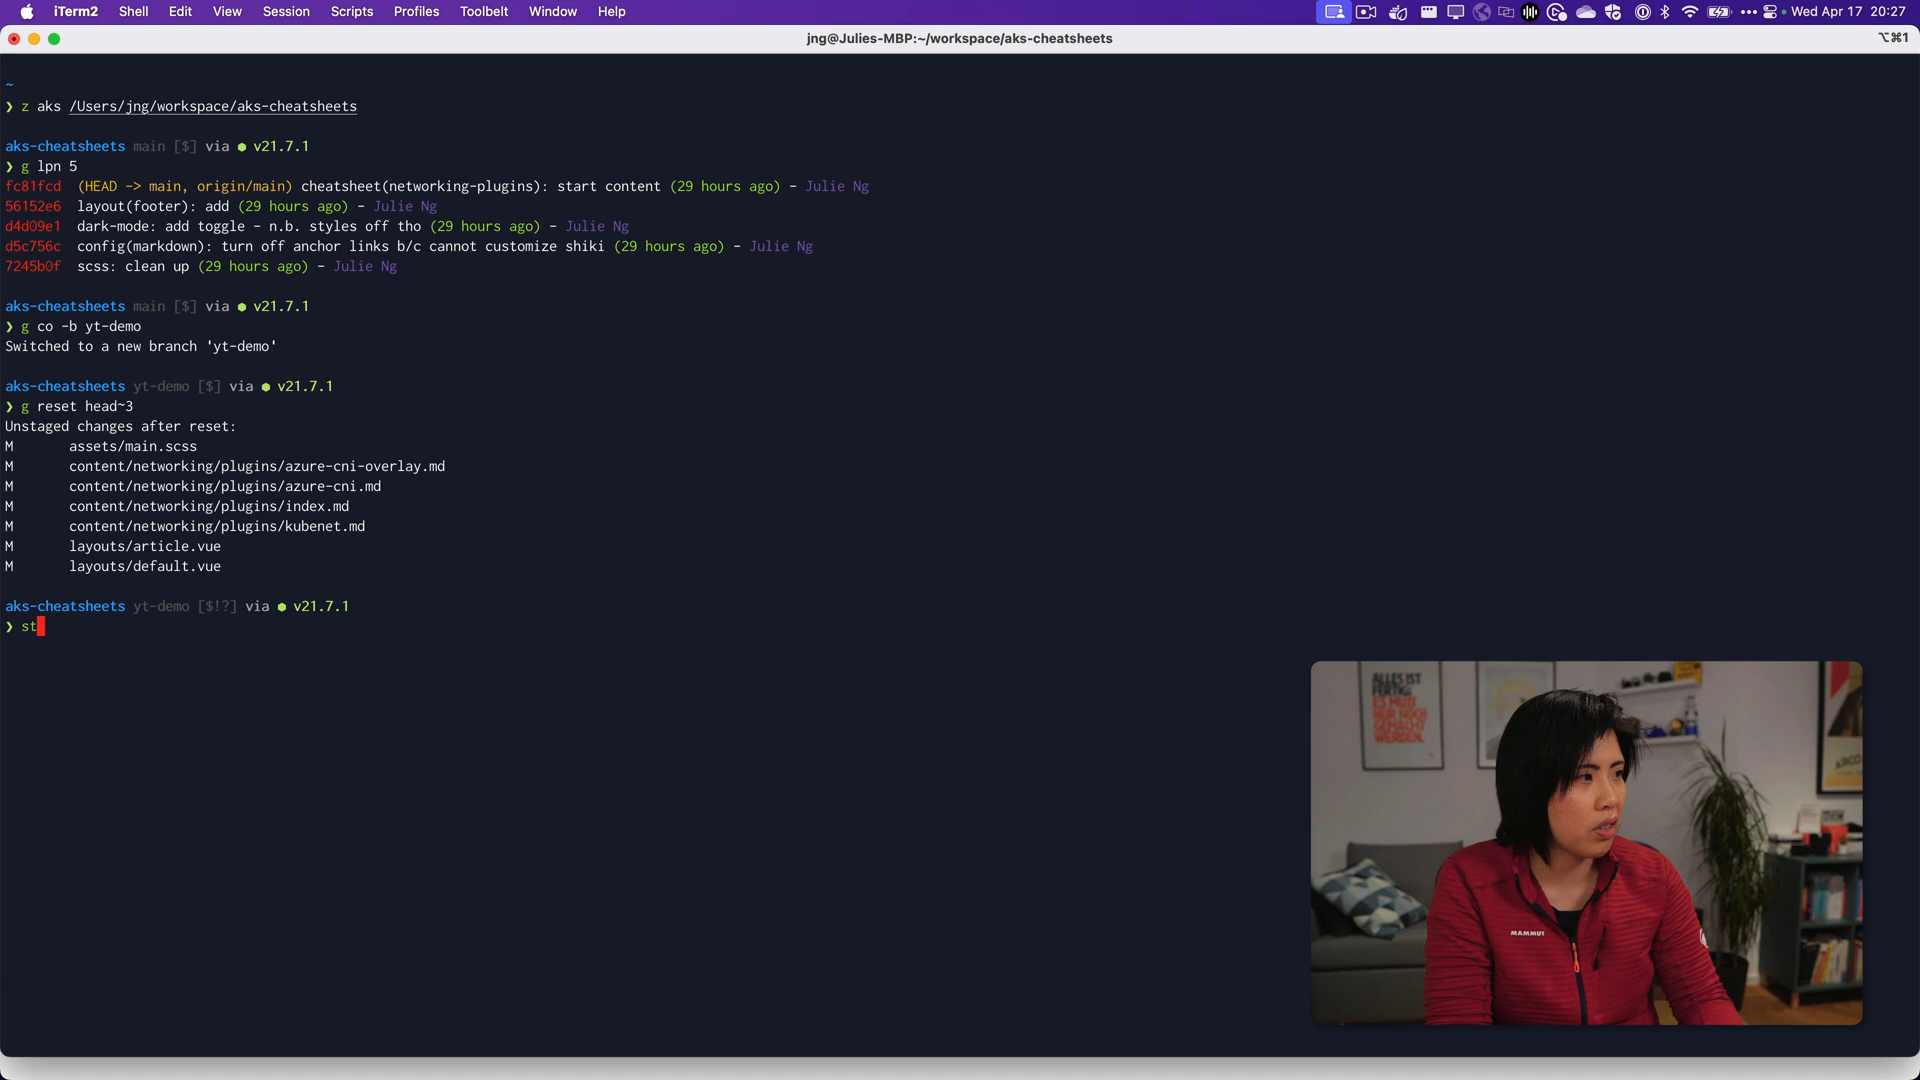 iTerm2 Shell Edit View Session Scripts Profiles Toolbelt Window Help Wed Apr 17 20:27
jng@Julies-MBP:~/workspace/aks-cheatsheets ⌥⌘1
~
❯ z aks /Users/jng/workspace/aks-cheatsheets
aks-cheatsheets main [$] via ⬢ v21.7.1
❯ g lpn 5
fc81fcd (HEAD -> main, origin/main) cheatsheet(networking-plugins): start content (29 hours ago) – Julie Ng
56152e6 layout(footer): add (29 hours ago) – Julie Ng
d4d09e1 dark-mode: add toggle - n.b. styles off tho (29 hours ago) – Julie Ng
d5c756c config(markdown): turn off anchor links b/c cannot customize shiki (29 hours ago) – Julie Ng
7245b0f scss: clean up (29 hours ago) – Julie Ng
aks-cheatsheets main [$] via ⬢ v21.7.1
❯ g co -b yt-demo
Switched to a new branch 'yt-demo'
aks-cheatsheets yt-demo [$] via ⬢ v21.7.1
❯ g reset head~3
Unstaged changes after reset:
M assets/main.scss
M content/networking/plugins/azure-cni-overlay.md
M content/networking/plugins/azure-cni.md
M content/networking/plugins/index.md
M content/networking/plugins/kubenet.md
M layouts/article.vue
M layouts/default.vue
aks-cheatsheets yt-demo [$!?] via ⬢ v21.7.1
❯ st
ALLES IST
FERTIG:
ES MUSS
NUR NOCH
GEMACHT
WERDEN.
MAMMUT